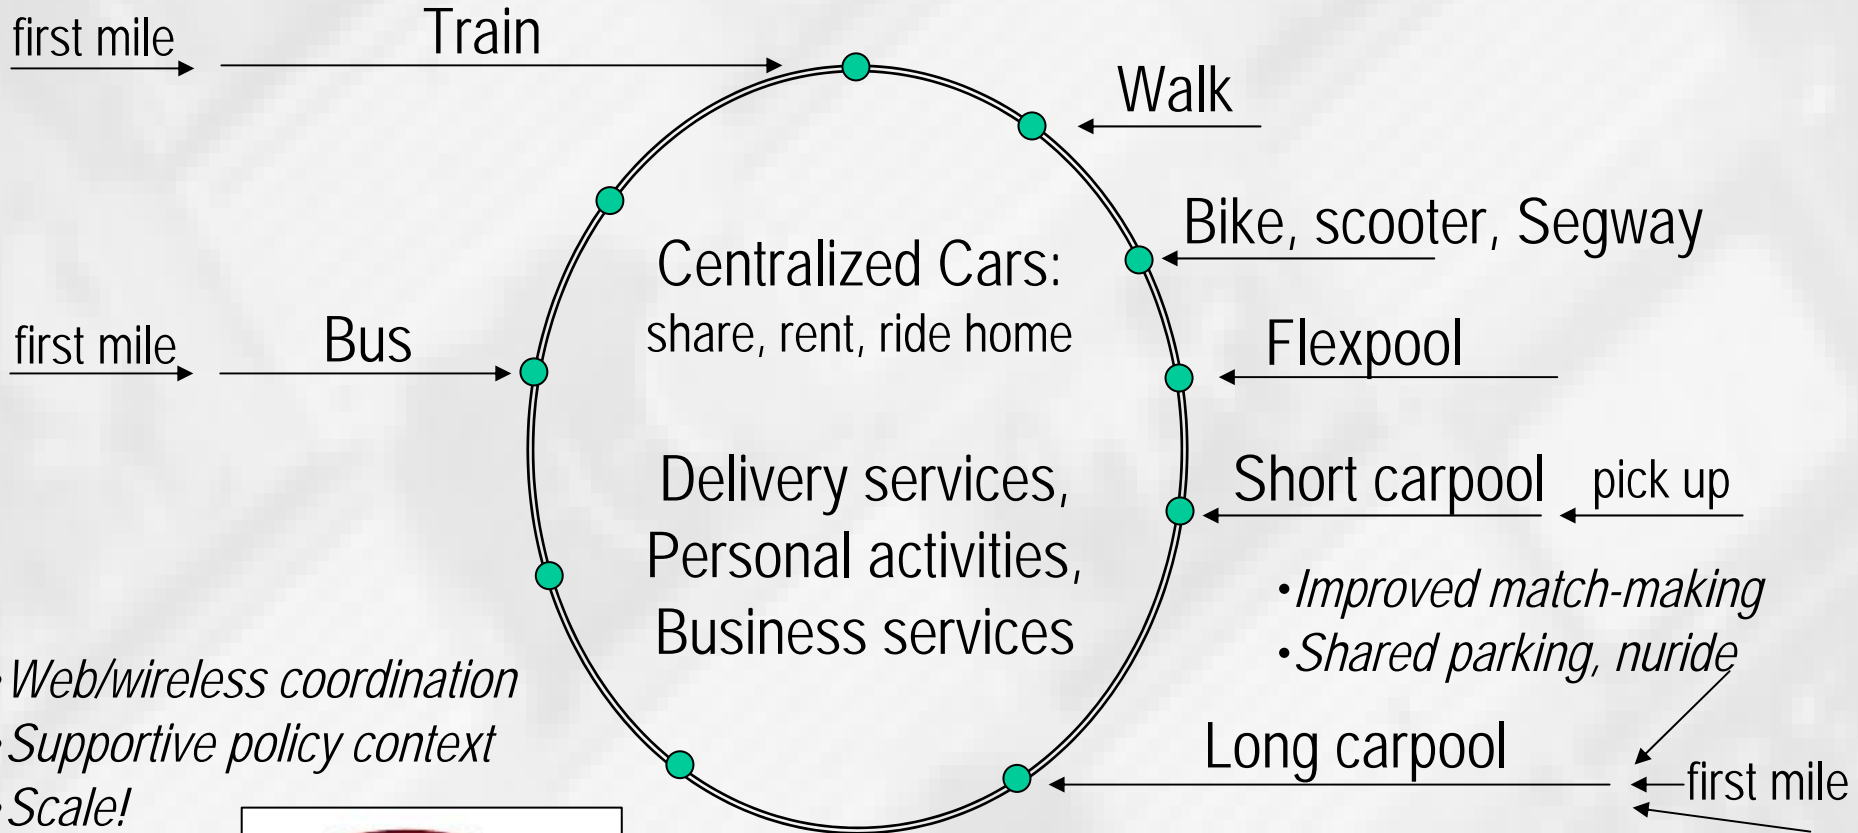 first mile
Train
Walk
Bike, scooter, Segway
first mile
Bus
Centralized Cars:
share, rent, ride home
Flexpool
Delivery services,
Personal activities,
Business services
Short carpool
pick up
•Improved match-making
•Shared parking, nuride
•Web/wireless coordination
•Supportive policy context
•Scale!
Long carpool
first mile